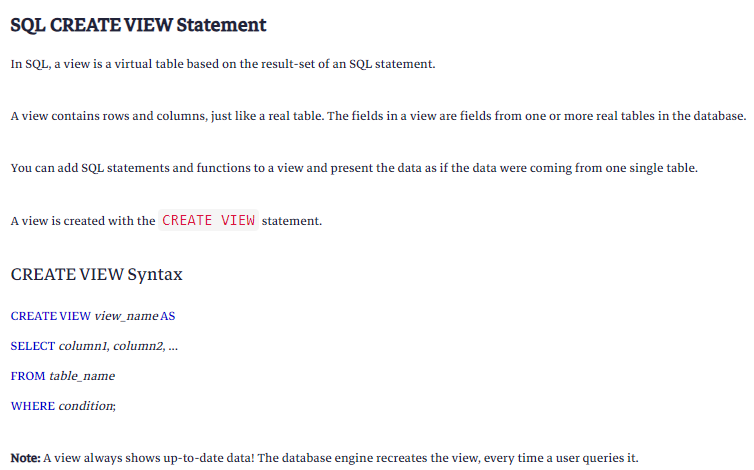 SQL CREATE VIEW Statement
In SQL, a view is a virtual table based on the result-set of an SQL statement.
A view contains rows and columns, just like a real table. The fields in a view are fields from one or more real tables in the database.
You can add SQL statements and functions to a view and present the data as if the data were coming from one single table.
A view is created with the CREATE VIEW statement.
CREATE VIEW Syntax
CREATE VIEW view_name AS
SELECT column1, column2, ...
FROM table_name
WHERE condition;
Note: A view always shows up-to-date data! The database engine recreates the view, every time a user queries it.